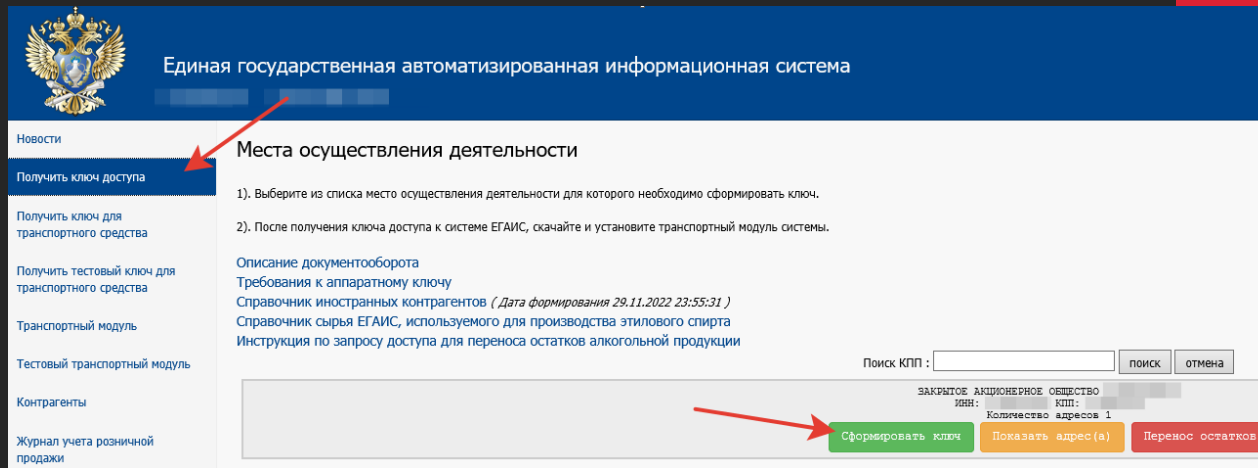 Единая государственная автоматизированная информационная система
Новости
Получить ключ доступа
Получить ключ для
транспортного средства
Получить тестовый ключ для
транспортного средства
Транспортный модуль
Тестовый транспортный модуль
Контрагенты
Журнал учета розничной
продажи
Места осуществления деятельности
1). Выберите из списка место осуществления деятельности для которого необходимо сформировать ключ.
2). После получения ключа доступа к системе ЕГАИС, скачайте и установите транспортный модуль системы.
Описание документооборота
Требования к аппаратному ключу
Справочник иностранных контрагентов ( Дата формирования 29.11.2022 23:55:31 )
Справочник сырья ЕГАИС, используемого для производства этилового спирта
Инструкция по запросу доступа для переноса остатков алкогольной продукции
Поиск КПП : поиск отмена
ЗАКРЫТОЕ АКЦИОНЕРНОЕ ОБЩЕСТВО
ИНН: КПП:
Количество адресов 1
Сформировать ключ Показать адрес(а) Перенос остатков